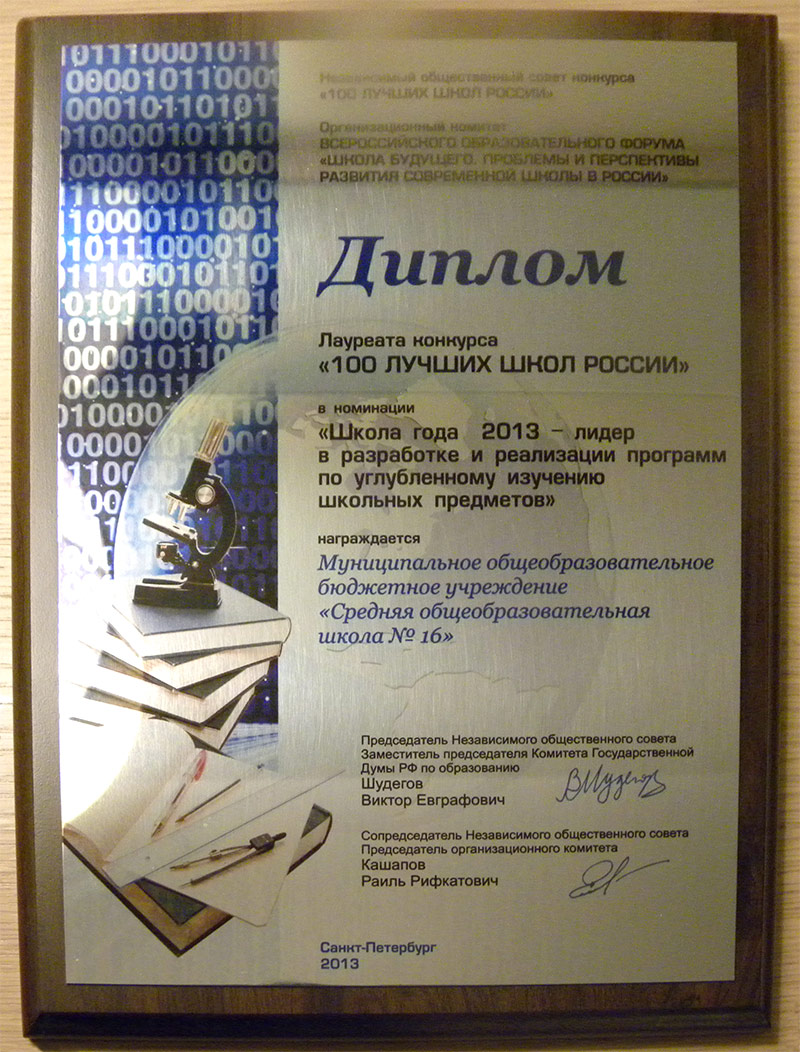 Независимый общественный совет конкурса
«100 ЛУЧШИХ ШКОЛ РОССИИ»
Организационный комитет
ВСЕРОССИЙСКОГО ОБРАЗОВАТЕЛЬНОГО ФОРУМА
«ШКОЛА БУДУЩЕГО. ПРОБЛЕМЫ И ПЕРСПЕКТИВЫ
РАЗВИТИЯ СОВРЕМЕННОЙ ШКОЛЫ В РОССИИ»
Диплом
Лауреата конкурса
«100 ЛУЧШИХ ШКОЛ РОССИИ»
в номинации
«Школа года 2013 – лидер
в разработке и реализации программ
по углубленному изучению
школьных предметов»
награждается
Муниципальное общеобразовательное
бюджетное учреждение
«Средняя общеобразовательная
школа № 16»
Председатель Независимого общественного совета
Заместитель председателя Комитета Государственной
Думы РФ по образованию
Шудегов
Виктор Евграфович
Сопредседатель Независимого общественного совета
Председатель организационного комитета
Кашапов
Раиль Рифкатович
Санкт-Петербург
2013